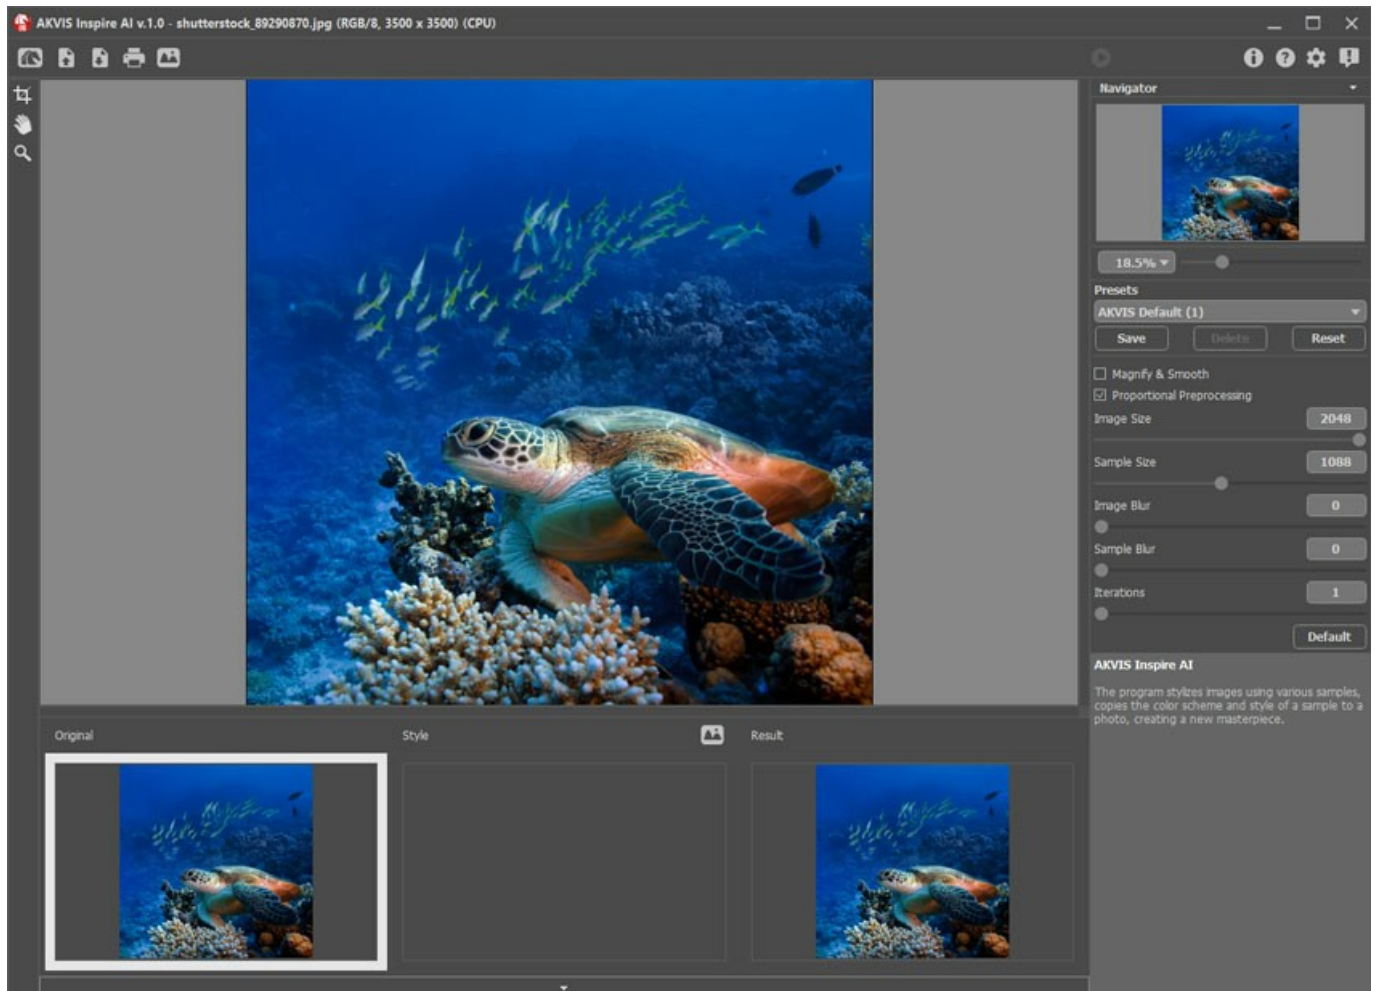 AKVIS Inspire AI v.1.0 - shutterstock_89290870.jpg (RGB/8, 3500 x 3500) (CPU)
Navigator
18.5%
Presets
AKVIS Default (1)
Save Delete Reset
Magnify & Smooth
Proportional Preprocessing
Image Size 2048
Sample Size 1088
Image Blur 0
Sample Blur 0
Iterations 1
Default
AKVIS Inspire AI
The program stylizes images using various samples,
copies the color scheme and style of a sample to a
photo, creating a new masterpiece.
Original Style Result